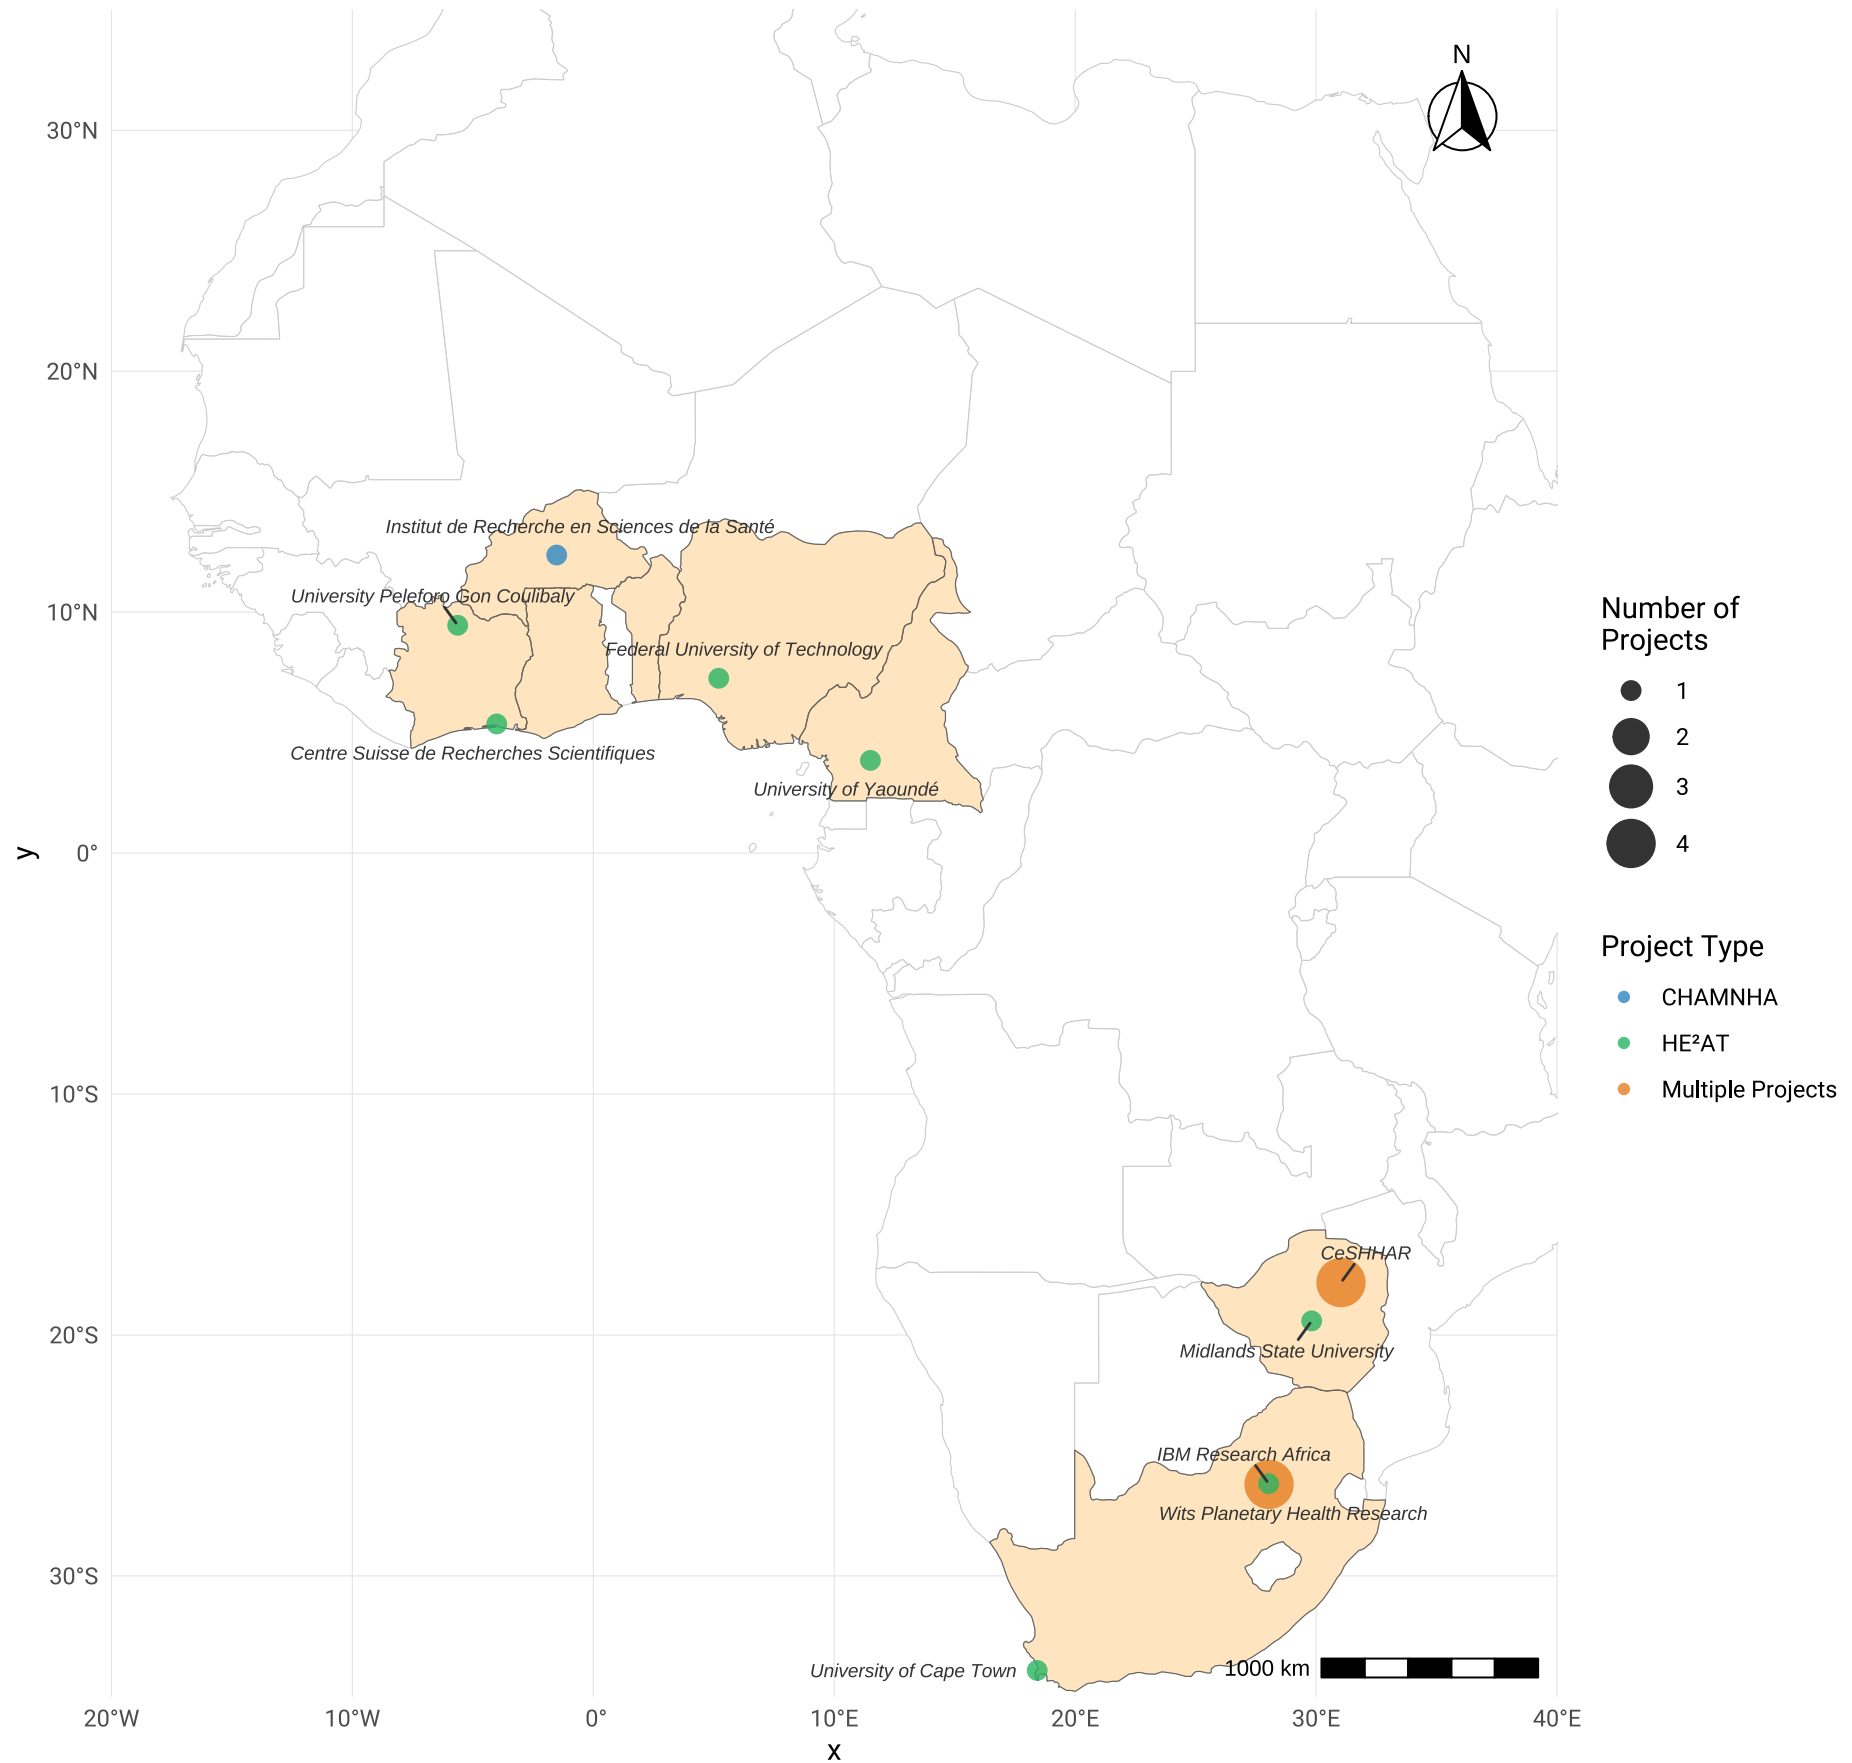 N
30°N
20°N
10°N
0°
10°S
20°S
30°S
y
Institut de Recherche en Sciences de la Santé
University Peleforo Gon Coulibaly
Federal University of Technology
Centre Suisse de Recherches Scientifiques
University of Yaoundé
CeSHHAR
Midlands State University
IBM Research Africa
Wits Planetary Health Research
University of Cape Town
1000 km
20°W
10°W
0°
10°E
20°E
30°E
40°E
x
Number of
Projects
1
2
3
4
Project Type
CHAMNHA
HE²AT
Multiple Projects